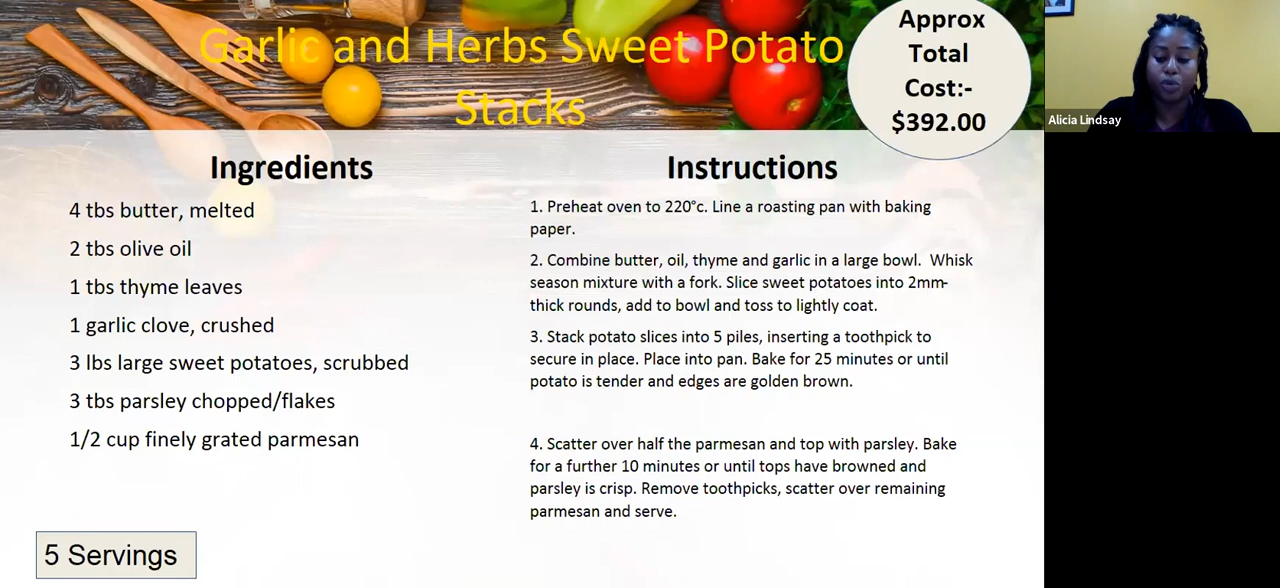 Garlic and Herbs Sweet Potato
Stacks
Approx
Total
Cost:-
$392.00
Alicia Lindsay
Ingredients
4 tbs butter, melted
2 tbs olive oil
1 tbs thyme leaves
1 garlic clove, crushed
3 lbs large sweet potatoes, scrubbed
3 tbs parsley chopped/flakes
1/2 cup finely grated parmesan
5 Servings
Instructions
1. Preheat oven to 220°c. Line a roasting pan with baking
paper.
2. Combine butter, oil, thyme and garlic in a large bowl.  Whisk
season mixture with a fork. Slice sweet potatoes into 2mm-
thick rounds, add to bowl and toss to lightly coat.
3. Stack potato slices into 5 piles, inserting a toothpick to
secure in place. Place into pan. Bake for 25 minutes or until
potato is tender and edges are golden brown.
4. Scatter over half the parmesan and top with parsley. Bake
for a further 10 minutes or until tops have browned and
parsley is crisp. Remove toothpicks, scatter over remaining
parmesan and serve.